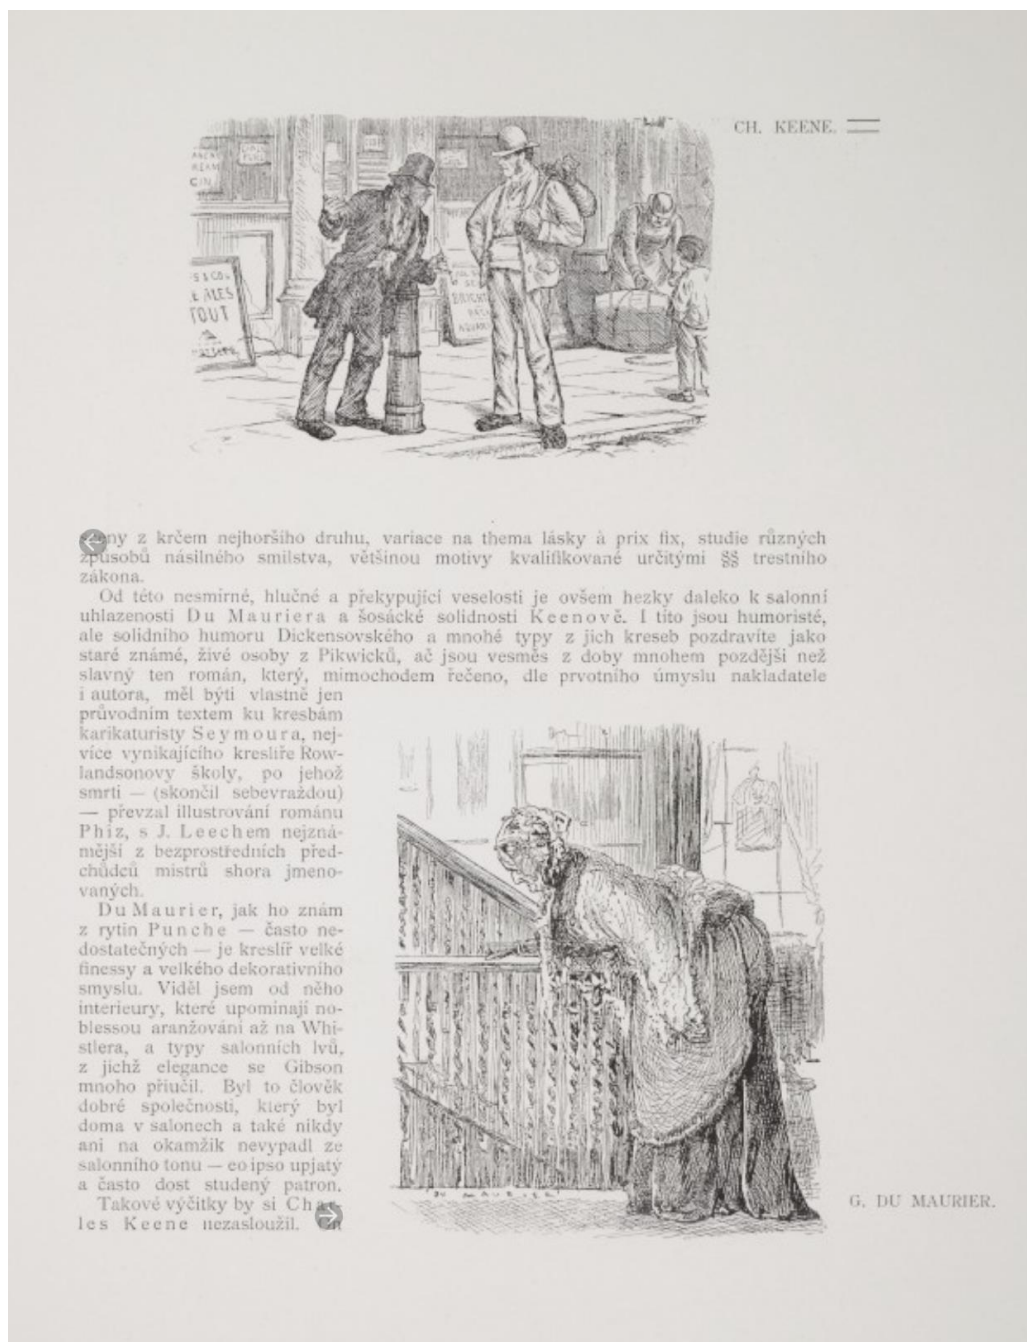 CH. KEENE.
GIN
& CO.
ALES
TOUT
BRIGHT
ny z krčem nejhoršího druhu, variace na thema lásky à prix fix, studie různých
způsobů násilného smilstva, většinou motivy kvalifikované určitými §§ trestního
zákona.
Od této nesmírné, hlučné a překypující veselosti je ovšem hezky daleko k salonní
uhlazenosti Du Mauriera a šosácké solidnosti Keenově. I tito jsou humoristé,
ale solidního humoru Dickensovského a mnohé typy z jich kreseb pozdravíte jako
staré známé, živé osoby z Pikwicků, ač jsou vesměs z doby mnohem pozdější než
slavný ten román, který, mimochodem řečeno, dle prvotního úmyslu nakladatele
i autora, měl býti vlastně jen
průvodním textem ku kresbám
karikaturisty Seymoura, nej-
více vynikajícího kreslíře Row-
landsonovy školy, po jehož
smrti — (skončil sebevraždou)
— převzal illustrování románu
Phiz, s J. Leechem nejzná-
mější z bezprostředních před-
chůdců mistrů shora jmeno-
vaných.
Du Maurier, jak ho znám
z rytin Punche — často ne-
dostatečných — je kreslíř velké
finessy a velkého dekorativního
smyslu. Viděl jsem od něho
interieury, které upomínají no-
blessou aranžování až na Whi-
stlera, a typy salonních lvů,
z jichž elegance se Gibson
mnoho přiučil. Byl to člověk
dobré společnosti, který byl
doma v salonech a také nikdy
ani na okamžik nevypadl ze
salonního tonu — eo ipso upjatý
a často dost studený patron.
Takové výčitky by si Char-
les Keene nezasloužil.
DU MAURIER
G. DU MAURIER.